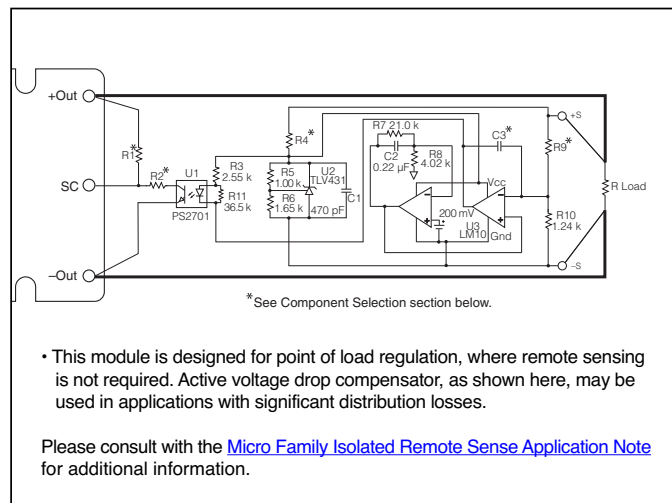 +Out
SC
–Out
R1*
R2*
U1
PS2701
R3
2.55 k
R11
36.5 k
R4*
R5
1.00 k
R6
1.65 k
U2
TLV431
470 pF
C1
R7 21.0 k
C2
0.22 µF
R8
4.02 k
C3*
Vcc
200 mV
U3
LM10
Gnd
+S
R9*
R10
1.24 k
–S
R Load
*See Component Selection section below.
• This module is designed for point of load regulation, where remote sensing
is not required. Active voltage drop compensator, as shown here, may be
used in applications with significant distribution losses.
Please consult with the Micro Family Isolated Remote Sense Application Note
for additional information.